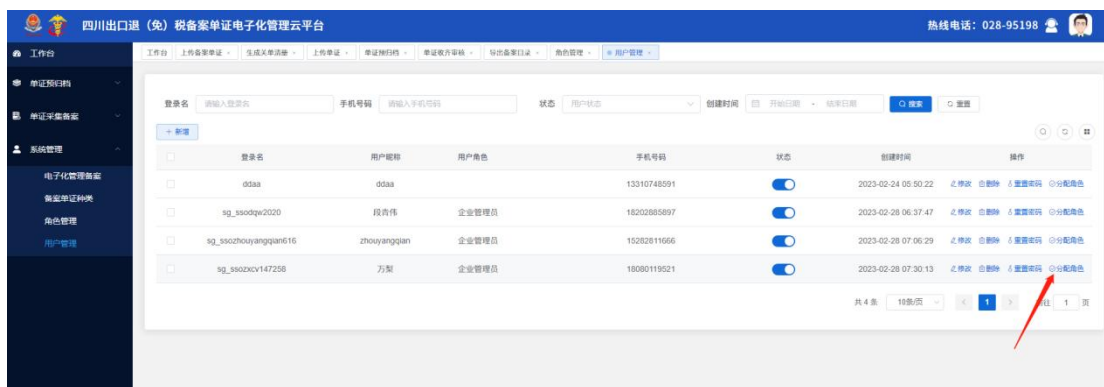 四川出口退（免）税备案单证电子化管理云平台
热线电话：028-95198
工作台
单证预归档
单证采集备案
系统管理
电子化管理备案
备案单证种类
角色管理
用户管理
工作台 上传备案单证 生成关单清册 上传单证 单证预归档 单证收方审核 导出备案目录 角色管理 用户管理
登录名 请输入登录名 手机号码 请输入手机号码 状态 用户状态 创建时间 开始日期 - 结束日期 搜索 重置
+ 新增
登录名 用户昵称 用户角色 手机号码 状态 创建时间 操作
ddaa ddaa 13310748591 2023-02-24 05:50:22 修改 删除 重置密码 分配角色
sg_ssodqw2020 段青伟 企业管理员 18202885897 2023-02-28 06:37:47 修改 删除 重置密码 分配角色
sg_ssozhouyangqian616 zhouyangqian 企业管理员 15282811666 2023-02-28 07:06:29 修改 删除 重置密码 分配角色
sg_ssozxcv147258 万梨 企业管理员 18080119521 2023-02-28 07:30:13 修改 删除 重置密码 分配角色
共 4 条 10条/页 < 1 > 往 1 页